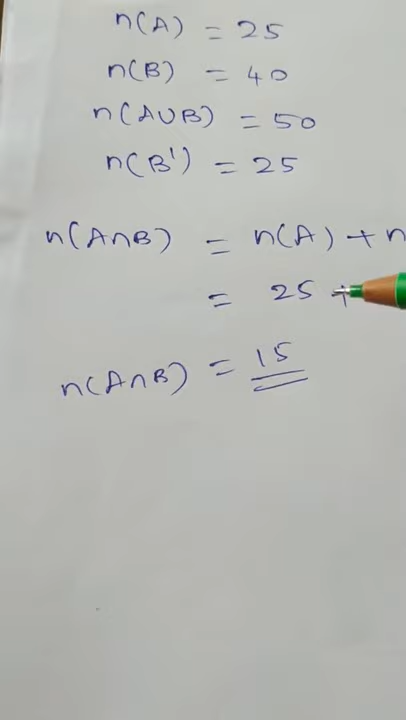 n(A) = 25
n(B) = 40
n(A∪B) = 50
n(B') = 25
n(A∩B) = n(A) + n
= 25 +
n(A∩B) = 15